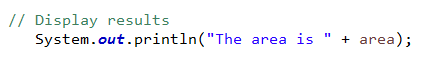 // Display results
System.out.println("The area is " + area);